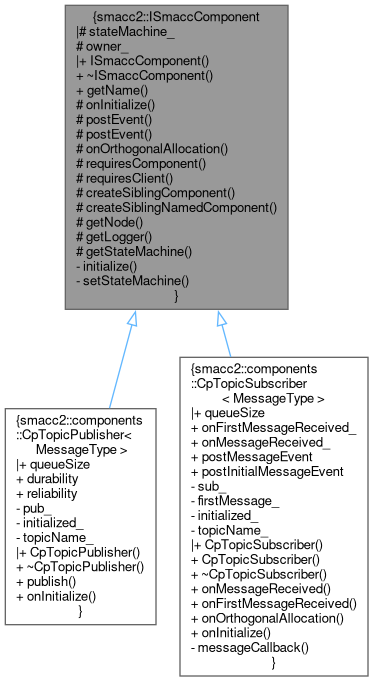 {smacc2::ISmaccComponent
|# stateMachine_
# owner_
|+ ISmaccComponent()
+ ~ISmaccComponent()
+ getName()
# onInitialize()
# postEvent()
# postEvent()
# onOrthogonalAllocation()
# requiresComponent()
# requiresClient()
# createSiblingComponent()
# createSiblingNamedComponent()
# getNode()
# getLogger()
# getStateMachine()
- initialize()
- setStateMachine()
}
{smacc2::components
::CpTopicPublisher<
MessageType >
|+ queueSize
+ durability
+ reliability
- pub_
- initialized_
- topicName_
|+ CpTopicPublisher()
+ ~CpTopicPublisher()
+ publish()
+ onInitialize()
}
{smacc2::components
::CpTopicSubscriber
< MessageType >
|+ queueSize
+ onFirstMessageReceived_
+ onMessageReceived_
+ postMessageEvent
+ postInitialMessageEvent
- sub_
- firstMessage_
- initialized_
- topicName_
|+ CpTopicSubscriber()
+ CpTopicSubscriber()
+ ~CpTopicSubscriber()
+ onMessageReceived()
+ onFirstMessageReceived()
+ onOrthogonalAllocation()
+ onInitialize()
- messageCallback()
}